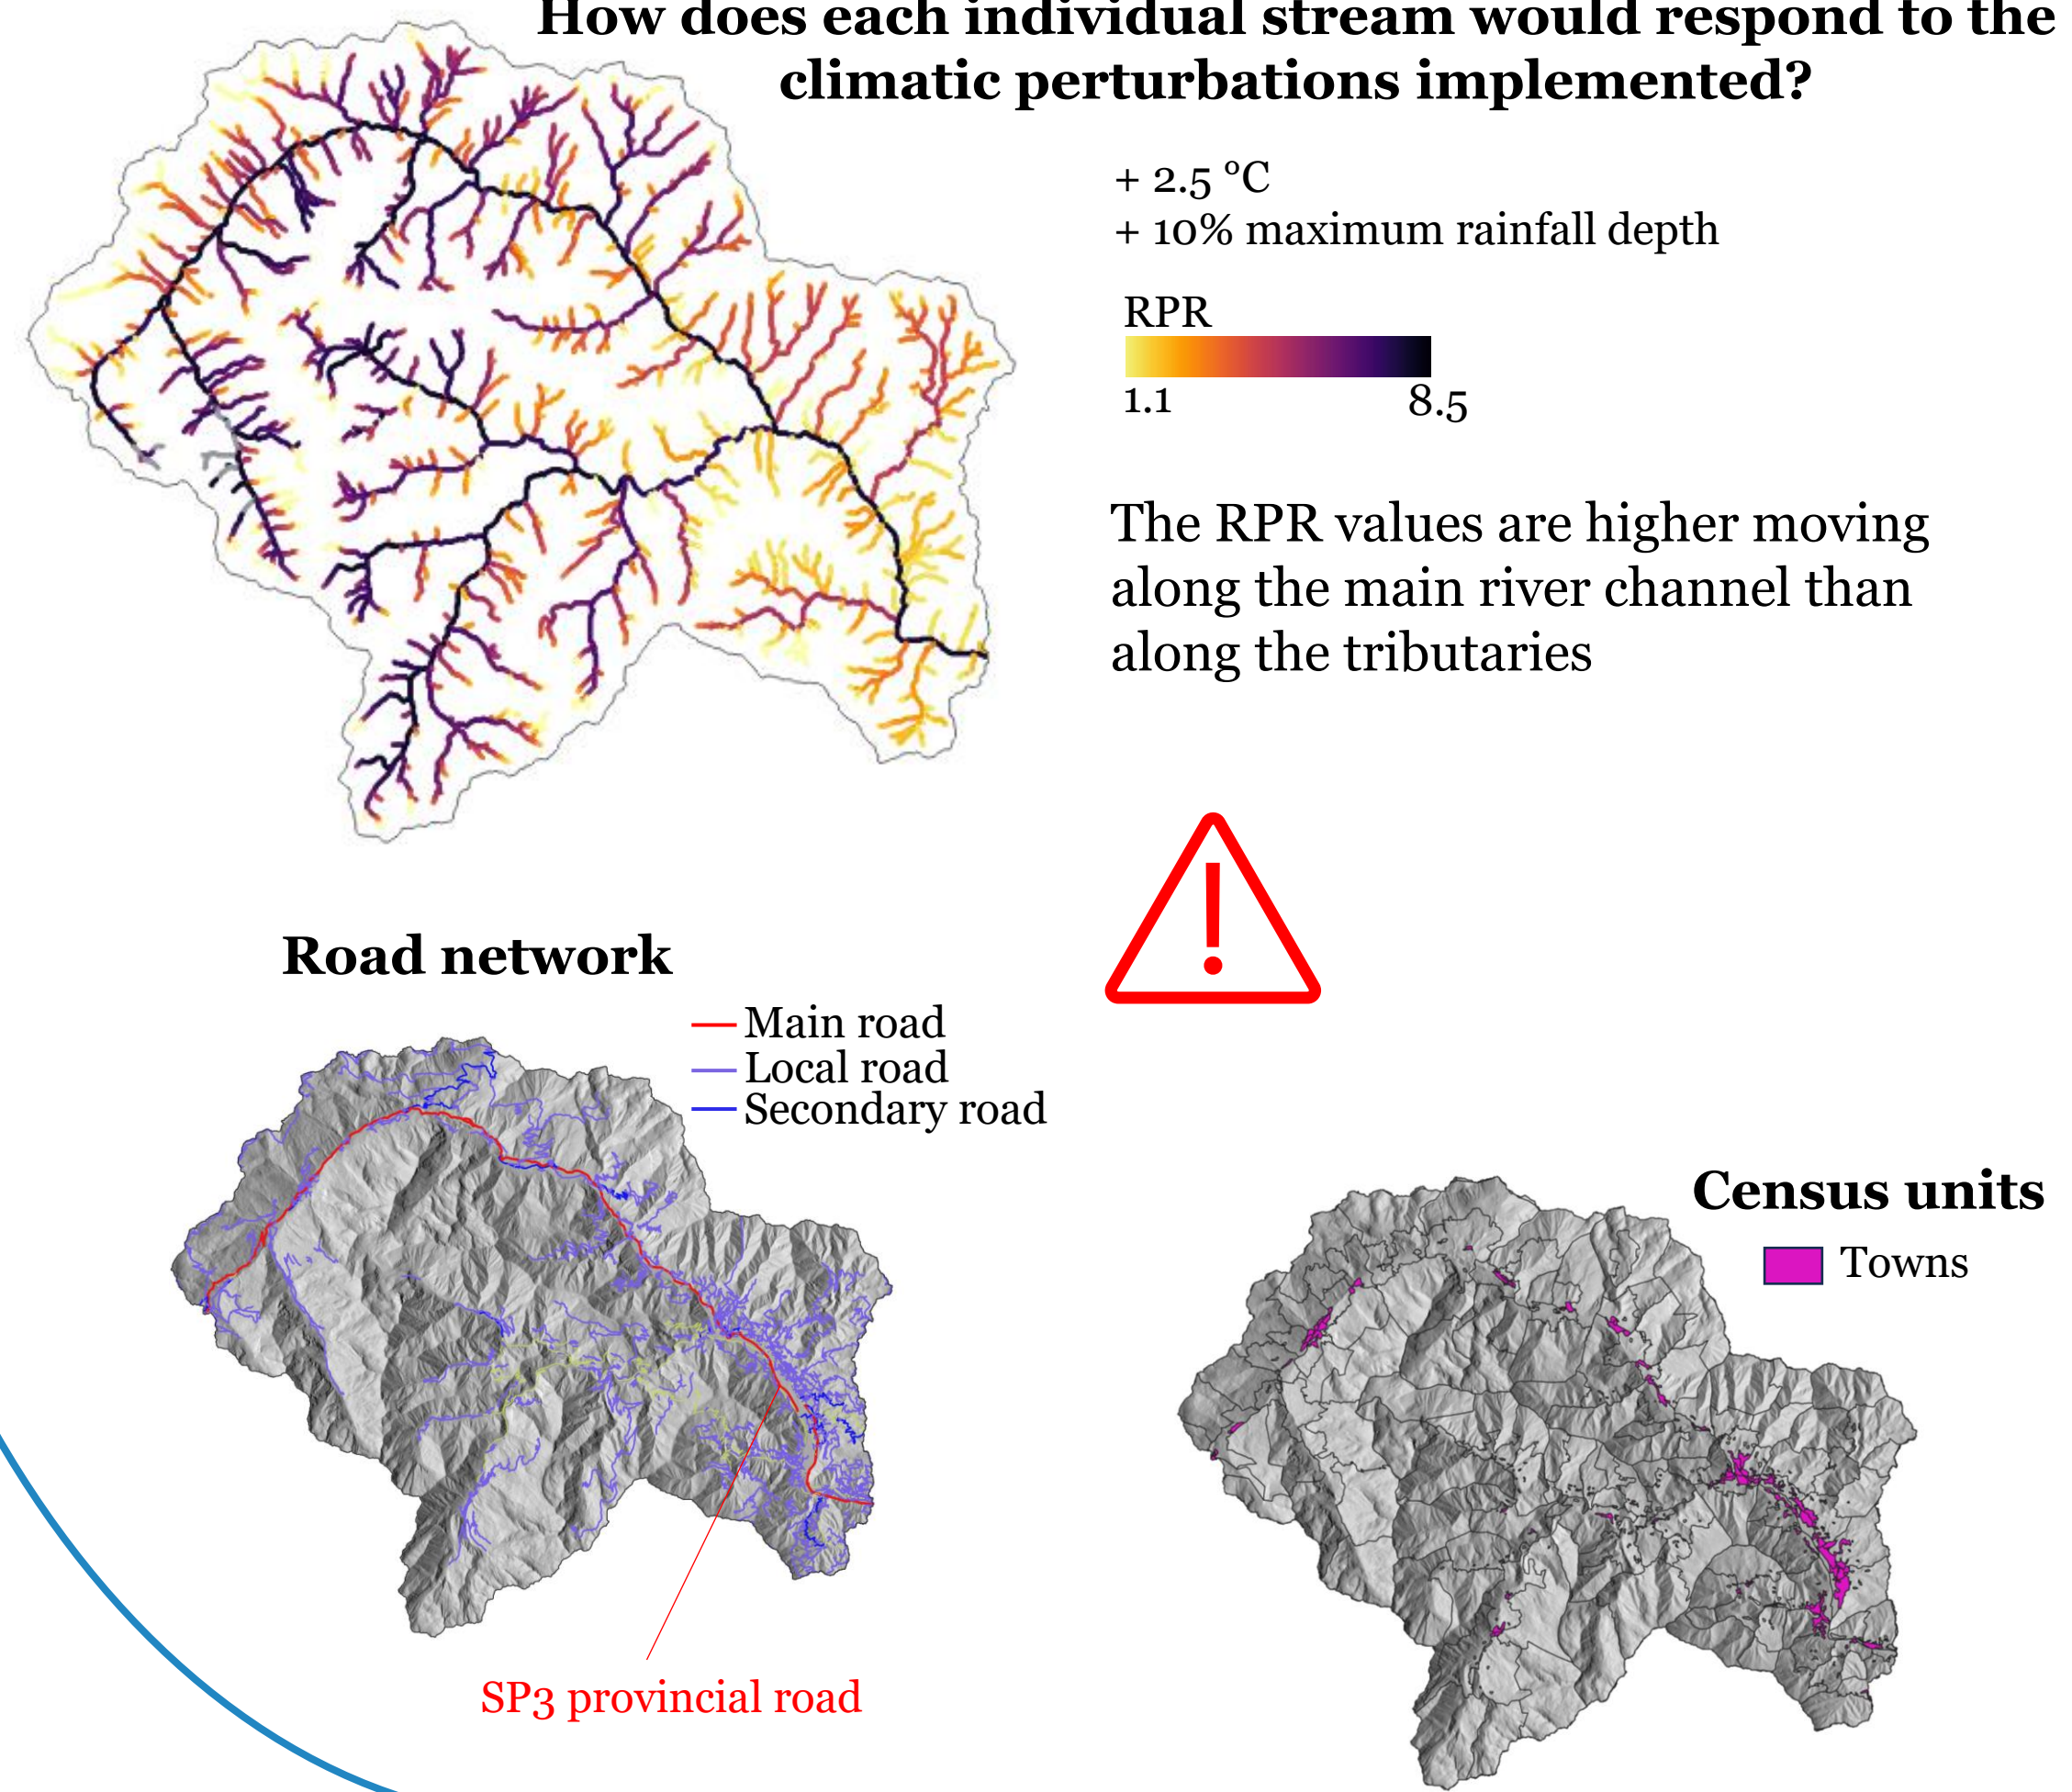 How does each individual stream would respond to the
climatic perturbations implemented?
+ 2.5 °C
+ 10% maximum rainfall depth
RPR
1.1
8.5
The RPR values are higher moving
along the main river channel than
along the tributaries
!
Road network
Main road
Local road
Secondary road
SP3 provincial road
Census units
Towns